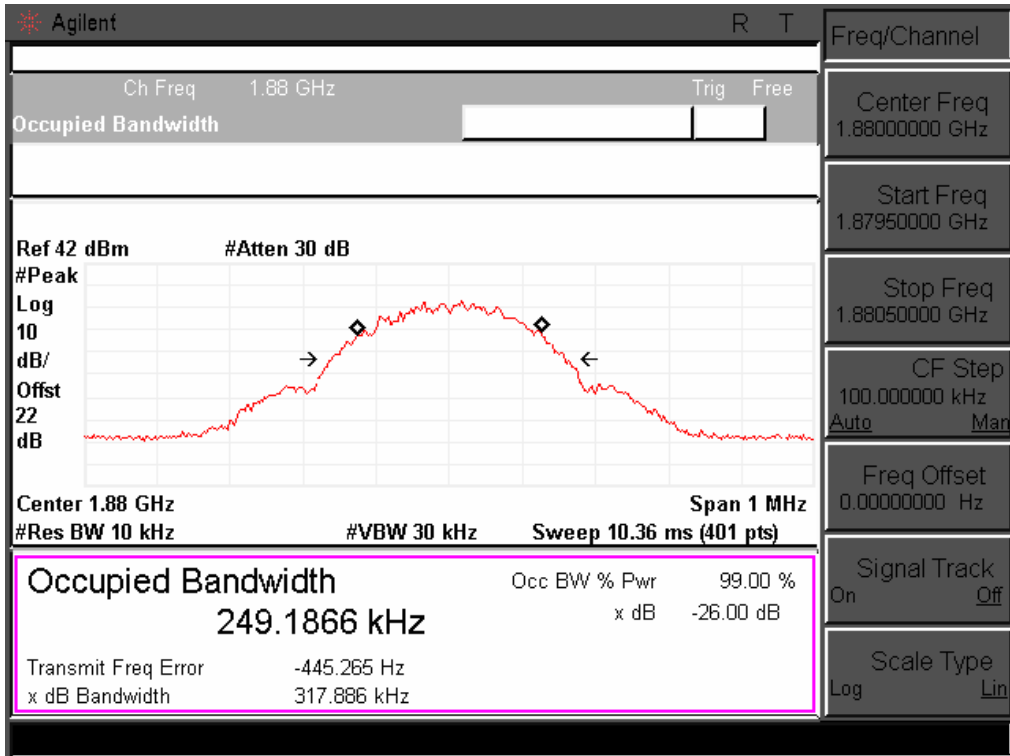 Agilent R T
Freq/Channel
Ch Freq 1.88 GHz Trig Free
Occupied Bandwidth
Center Freq
1.88000000 GHz
Start Freq
1.87950000 GHz
Ref 42 dBm #Atten 30 dB
#Peak
Log
10
dB/
Offst
22
dB
Stop Freq
1.88050000 GHz
CF Step
100.000000 kHz
Auto Man
Center 1.88 GHz Span 1 MHz
#Res BW 10 kHz #VBW 30 kHz Sweep 10.36 ms (401 pts)
Freq Offset
0.00000000 Hz
Occupied Bandwidth Occ BW % Pwr 99.00 %
249.1866 kHz x dB -26.00 dB
Transmit Freq Error -445.265 Hz
x dB Bandwidth 317.886 kHz
Signal Track
On Off
Scale Type
Log Lin